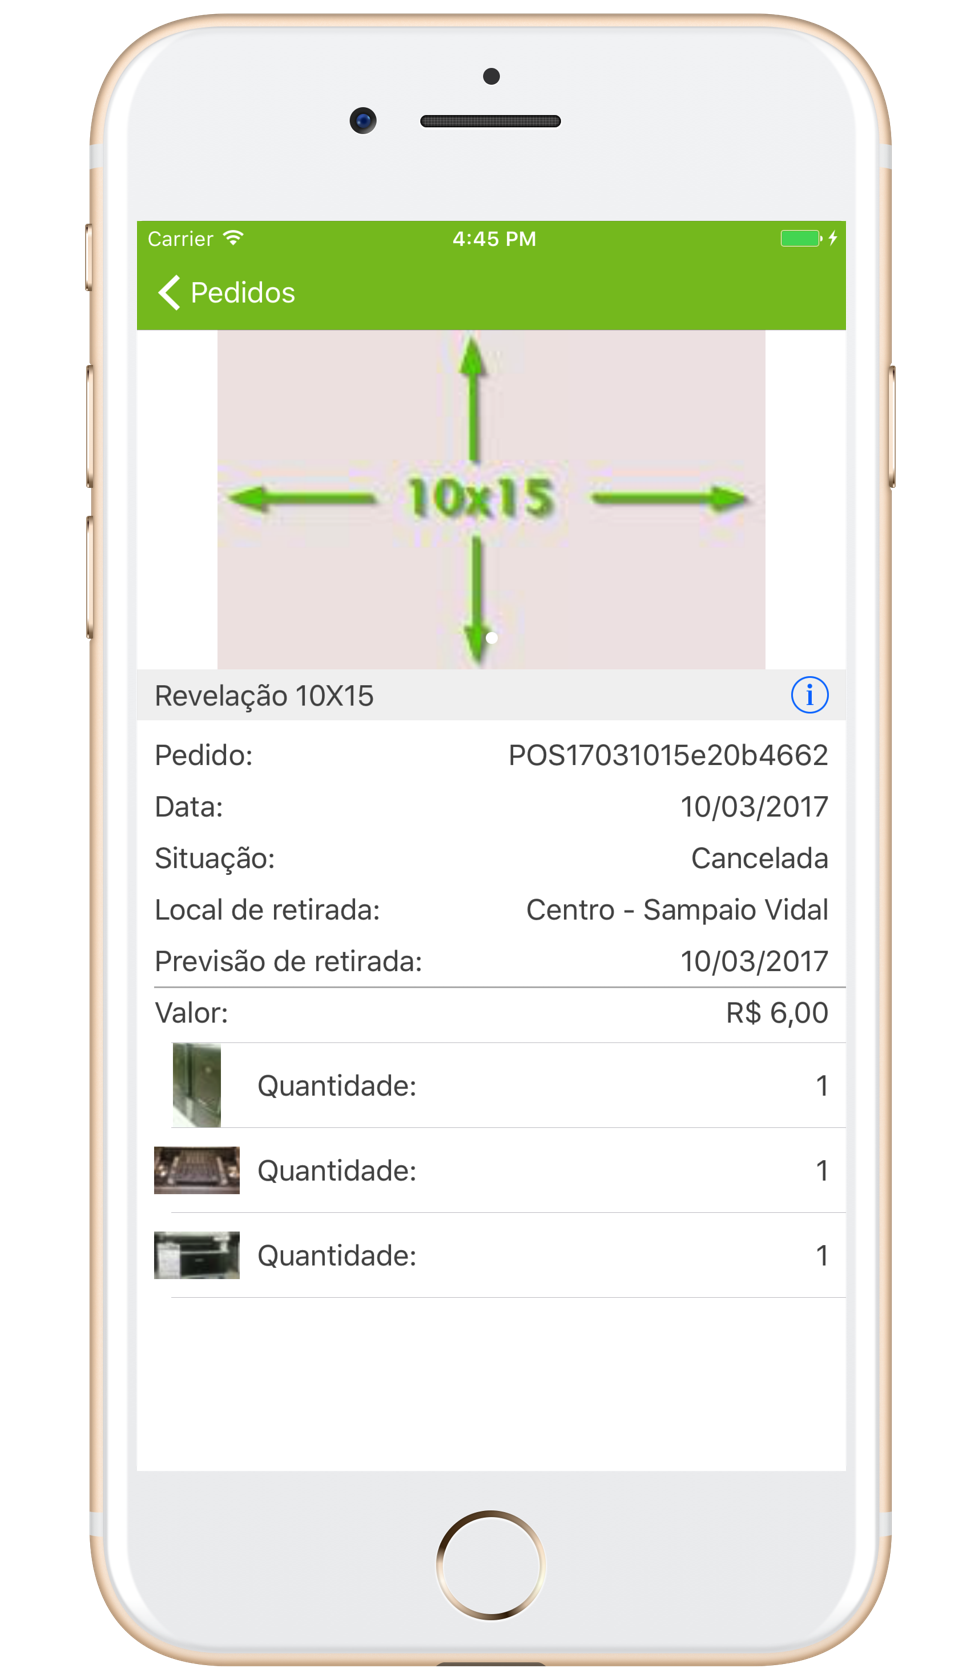 Carrier 4:45 PM
Pedidos
10x15
Revelação 10X15 i
Pedido: POS17031015e20b4662
Data: 10/03/2017
Situação: Cancelada
Local de retirada: Centro - Sampaio Vidal
Previsão de retirada: 10/03/2017
Valor: R$ 6,00
Quantidade: 1
Quantidade: 1
Quantidade: 1